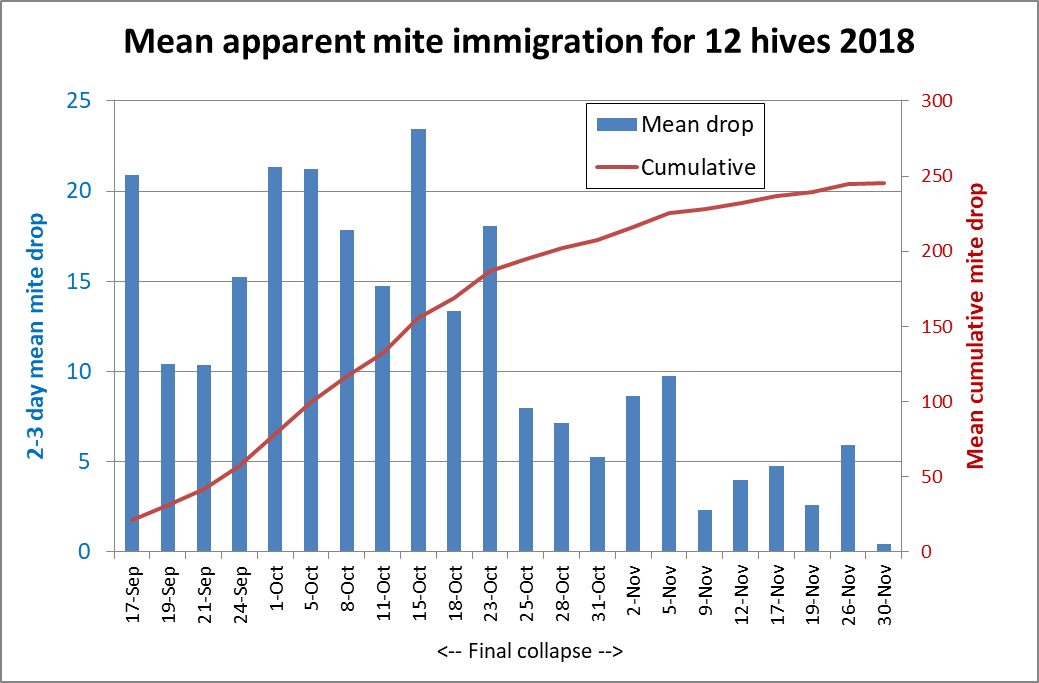 Mean apparent mite immigration for 12 hives 2018
Mean drop
Cumulative
2-3 day mean mite drop
25
20
15
10
5
0
300
250
200
150
100
50
0
Mean cumulative mite drop
17-Sep
19-Sep
21-Sep
24-Sep
1-Oct
5-Oct
8-Oct
11-Oct
15-Oct
18-Oct
23-Oct
25-Oct
28-Oct
31-Oct
2-Nov
5-Nov
9-Nov
12-Nov
17-Nov
19-Nov
26-Nov
30-Nov
<-- Final collapse -->